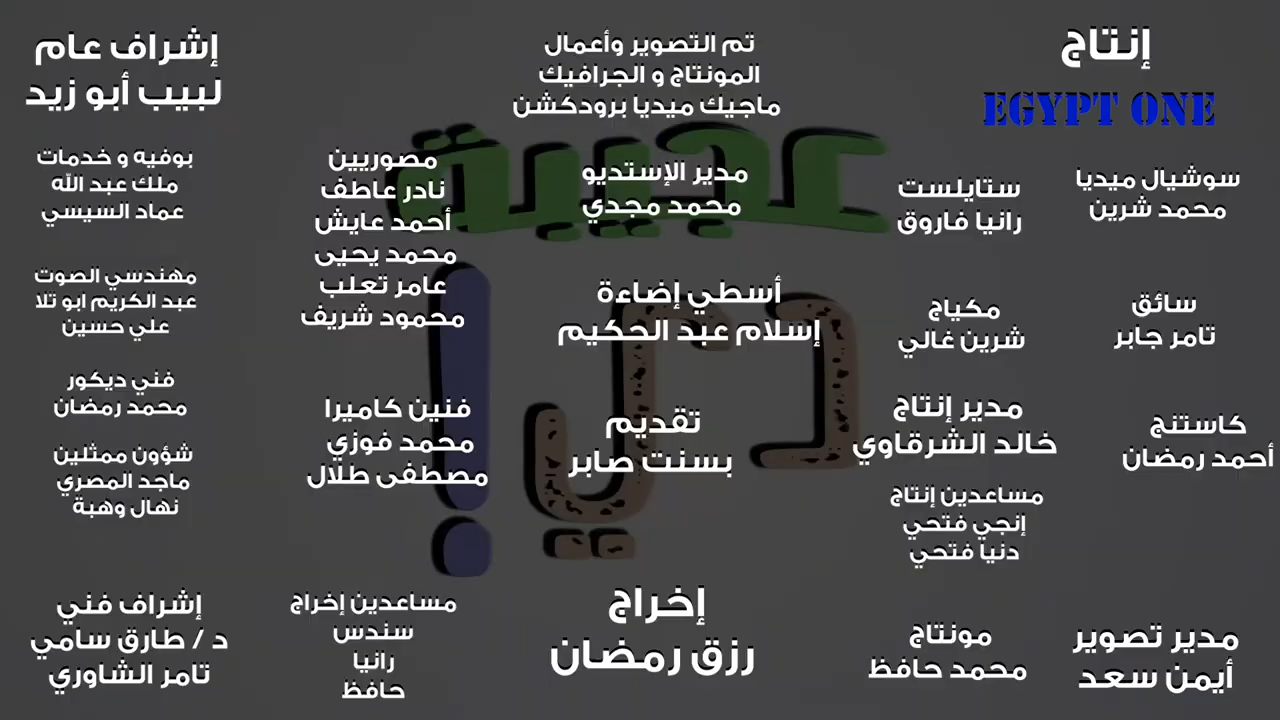 إنتاج
EGYPT ONE
سوشيال ميديا
محمد شرين
ستايلست
رانيا فاروق
سائق
تامر جابر
مكياج
شرين غالي
كاستنج
أحمد رمضان
مدير إنتاج
خالد الشرقاوي
مساعدين إنتاج
إنجي فتحي
دنيا فتحي
مدير تصوير
أيمن سعد
مونتاج
محمد حافظ
تم التصوير وأعمال
المونتاج و الجرافيك
ماجيك ميديا برودكشن
مدير الإستديو
محمد مجدي
أسطي إضاءة
إسلام عبد الحكيم
تقديم
بسنت صابر
إخراج
رزق رمضان
مصوريين
نادر عاطف
أحمد عايش
محمد يحيى
عامر تعلب
محمود شريف
فنين كاميرا
محمد فوزي
مصطفى طلال
مساعدين إخراج
سندس
رانيا
حافظ
إشراف عام
لبيب أبو زيد
بوفيه و خدمات
ملك عبد الله
عماد السيسي
مهندسي الصوت
عبد الكريم ابو تلا
علي حسين
فني ديكور
محمد رمضان
شؤون ممثلين
ماجد المصري
نهال وهبة
إشراف فني
د / طارق سامي
تامر الشاوري
عجيبة
دي!